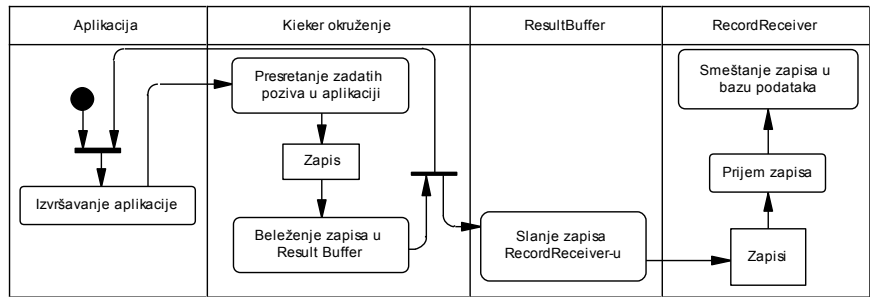 Aplikacija
Kieker okruženje
ResultBuffer
RecordReceiver
Presretanje zadatih
poziva u aplikaciji
Smeštanje zapisa u
bazu podataka
Zapis
Izvršavanje aplikacije
Prijem zapisa
Beleženje zapisa u
Result Buffer
Slanje zapisa
RecordReceiver-u
Zapisi